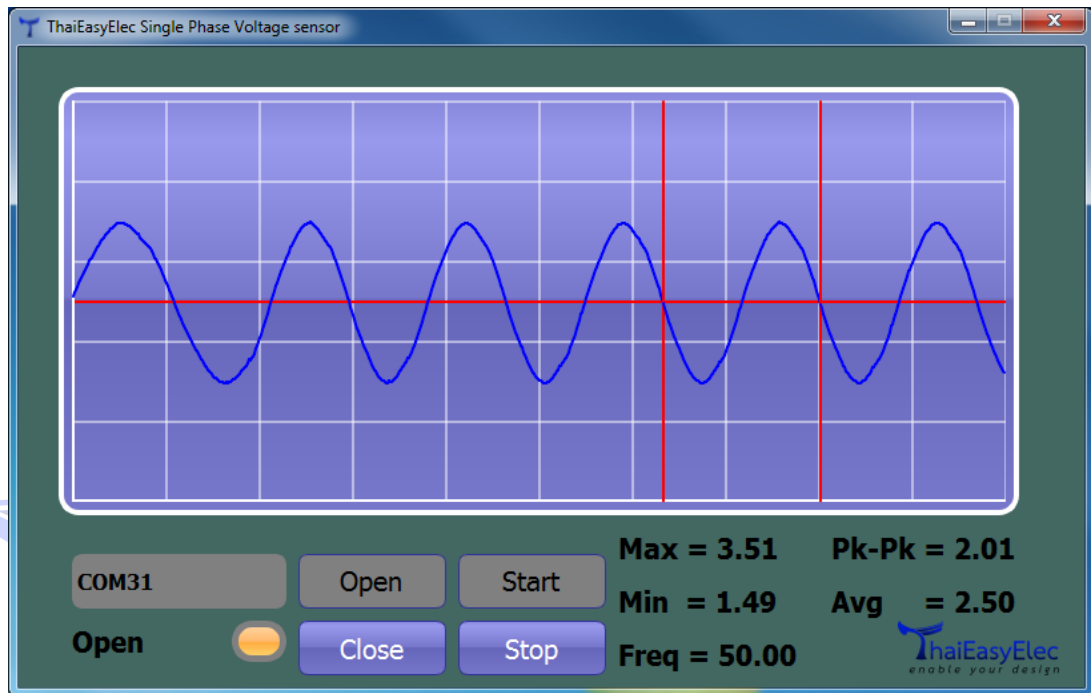 ThaiEasyElec Single Phase Voltage sensor
COM31
Open
Start
Max = 3.51
Pk-Pk = 2.01
Min = 1.49
Avg = 2.50
Open
Close
Stop
Freq = 50.00
ThaiEasyElec
enable your design